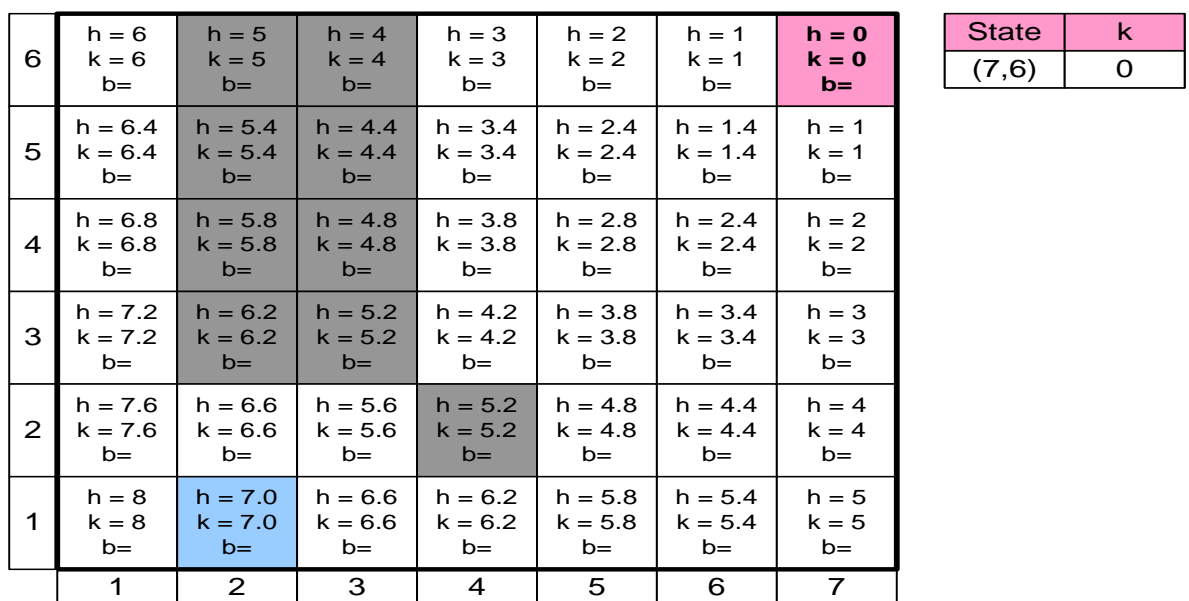 6
h = 6
k = 6
b=
h = 5
k = 5
b=
h = 4
k = 4
b=
h = 3
k = 3
b=
h = 2
k = 2
b=
h = 1
k = 1
b=
h = 0
k = 0
b=
5
h = 6.4
k = 6.4
b=
h = 5.4
k = 5.4
b=
h = 4.4
k = 4.4
b=
h = 3.4
k = 3.4
b=
h = 2.4
k = 2.4
b=
h = 1.4
k = 1.4
b=
h = 1
k = 1
b=
4
h = 6.8
k = 6.8
b=
h = 5.8
k = 5.8
b=
h = 4.8
k = 4.8
b=
h = 3.8
k = 3.8
b=
h = 2.8
k = 2.8
b=
h = 2.4
k = 2.4
b=
h = 2
k = 2
b=
3
h = 7.2
k = 7.2
b=
h = 6.2
k = 6.2
b=
h = 5.2
k = 5.2
b=
h = 4.2
k = 4.2
b=
h = 3.8
k = 3.8
b=
h = 3.4
k = 3.4
b=
h = 3
k = 3
b=
2
h = 7.6
k = 7.6
b=
h = 6.6
k = 6.6
b=
h = 5.6
k = 5.6
b=
h = 5.2
k = 5.2
b=
h = 4.8
k = 4.8
b=
h = 4.4
k = 4.4
b=
h = 4
k = 4
b=
1
h = 8
k = 8
b=
h = 7.0
k = 7.0
b=
h = 6.6
k = 6.6
b=
h = 6.2
k = 6.2
b=
h = 5.8
k = 5.8
b=
h = 5.4
k = 5.4
b=
h = 5
k = 5
b=
1 2 3 4 5 6 7
State k
(7,6) 0